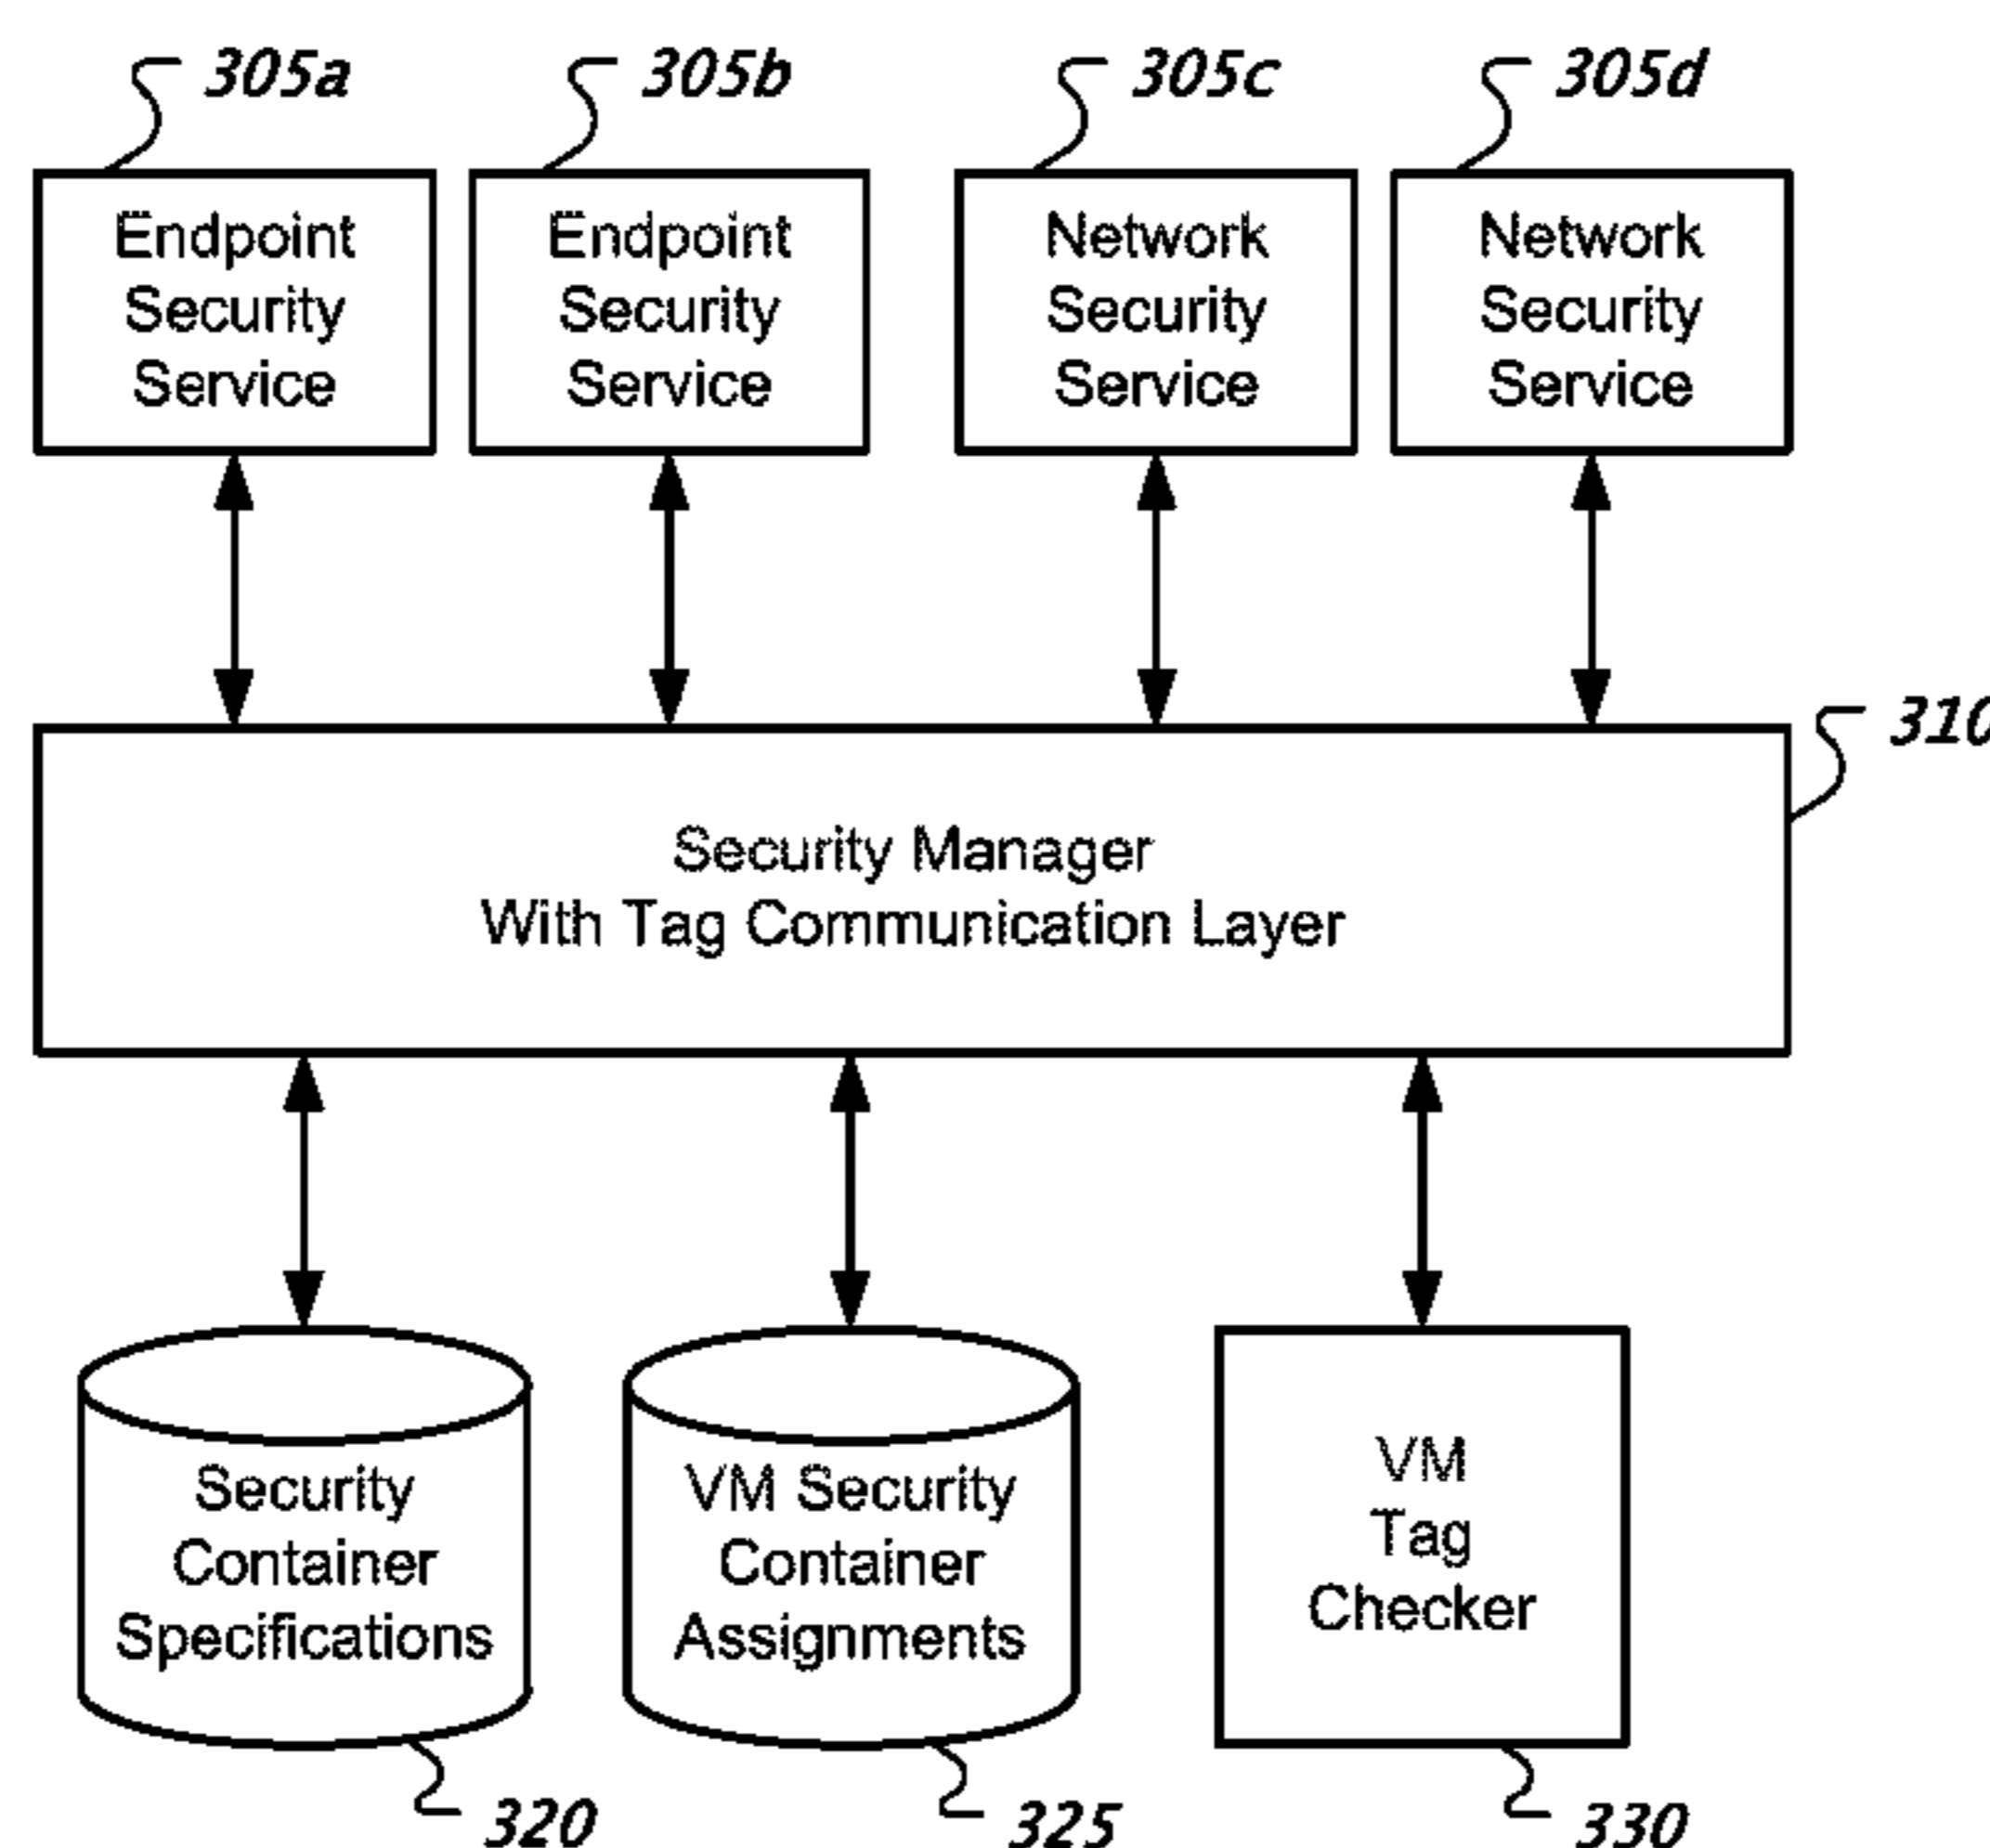 305a
305b
305c
305d
Endpoint
Security
Service
Endpoint
Security
Service
Network
Security
Service
Network
Security
Service
310
Security Manager
With Tag Communication Layer
Security
Container
Specifications
VM Security
Container
Assignments
VM
Tag
Checker
320
325
330